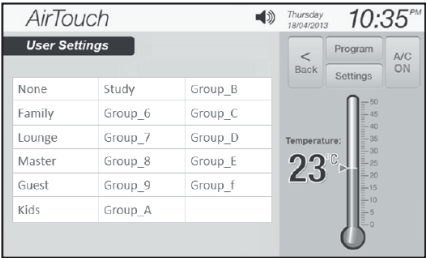 AirTouch
Thursday
18/04/2013
10:35 PM
User Settings
<
Back
Program
Settings
A/C
ON
None Study Group_B
Family Group_6 Group_C
Lounge Group_7 Group_D
Master Group_8 Group_E
Guest Group_9 Group_f
Kids Group_A
Temperature:
23°C
50
45
40
35
30
25
20
15
10
5
0